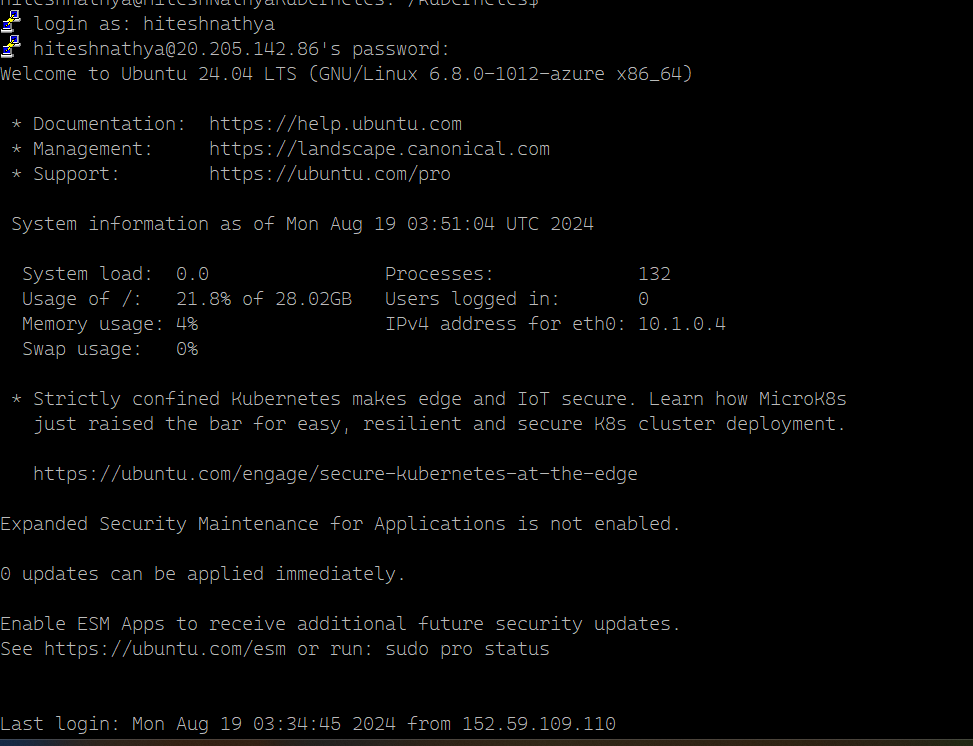 hiteshnathya@hiteshNathyaKubernetes:~/kubernetes$
login as: hiteshnathya
hiteshnathya@20.205.142.86's password:
Welcome to Ubuntu 24.04 LTS (GNU/Linux 6.8.0-1012-azure x86_64)
* Documentation: https://help.ubuntu.com
* Management: https://landscape.canonical.com
* Support: https://ubuntu.com/pro
System information as of Mon Aug 19 03:51:04 UTC 2024
System load: 0.0 Processes: 132
Usage of /: 21.8% of 28.02GB Users logged in: 0
Memory usage: 4% IPv4 address for eth0: 10.1.0.4
Swap usage: 0%
* Strictly confined Kubernetes makes edge and IoT secure. Learn how MicroK8s
just raised the bar for easy, resilient and secure K8s cluster deployment.
https://ubuntu.com/engage/secure-kubernetes-at-the-edge
Expanded Security Maintenance for Applications is not enabled.
0 updates can be applied immediately.
Enable ESM Apps to receive additional future security updates.
See https://ubuntu.com/esm or run: sudo pro status
Last login: Mon Aug 19 03:34:45 2024 from 152.59.109.110